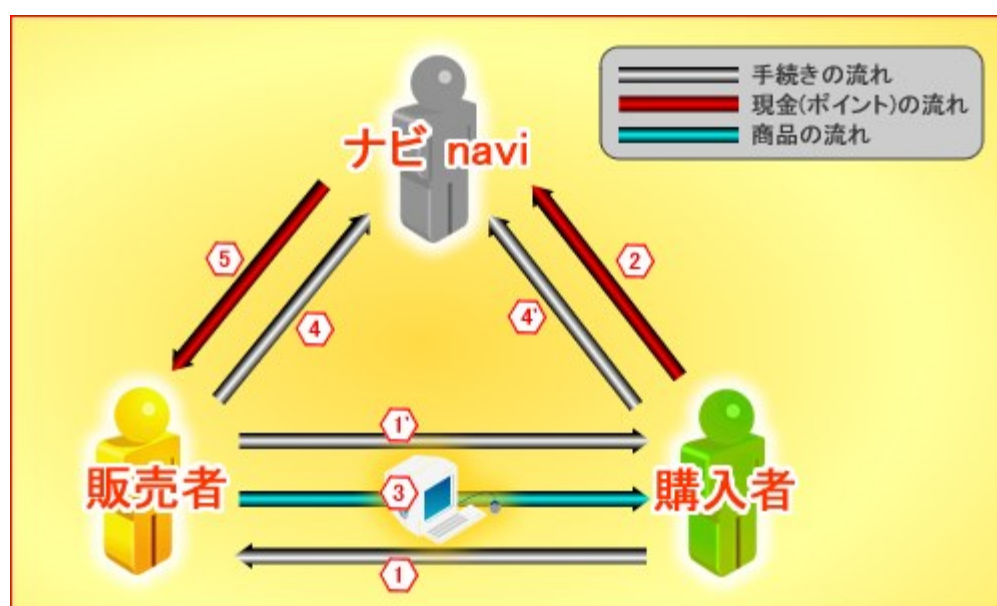 手続きの流れ
現金(ポイント)の流れ
商品の流れ
ナビ navi
5
2
4
4'
1'
販売者
3
購入者
1